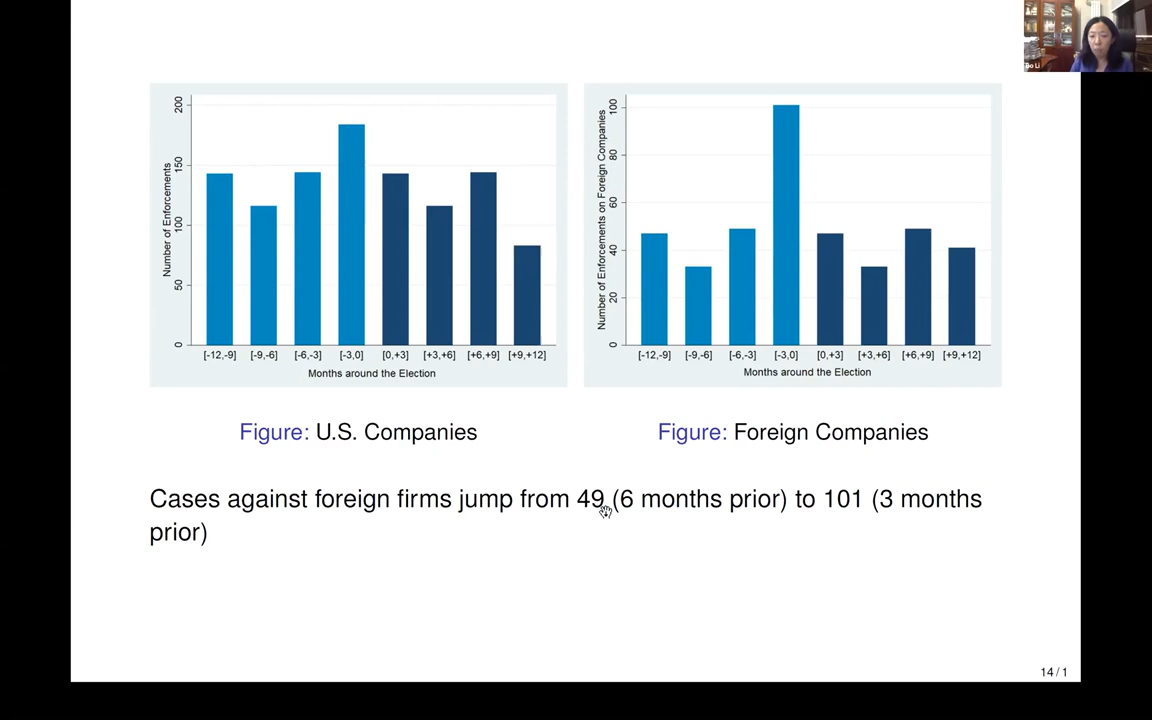 Bo Li
Number of Enforcements
200
150
100
50
0
[-12,-9] [-9,-6] [-6,-3] [-3,0] [0,+3] [+3,+6] [+6,+9] [+9,+12]
Months around the Election
Number of Enforcements on Foreign Companies
100
80
60
40
20
0
[-12,-9] [-9,-6] [-6,-3] [-3,0] [0,+3] [+3,+6] [+6,+9] [+9,+12]
Months around the Election
Figure: U.S. Companies
Figure: Foreign Companies
Cases against foreign firms jump from 49 (6 months prior) to 101 (3 months
prior)
14 / 1